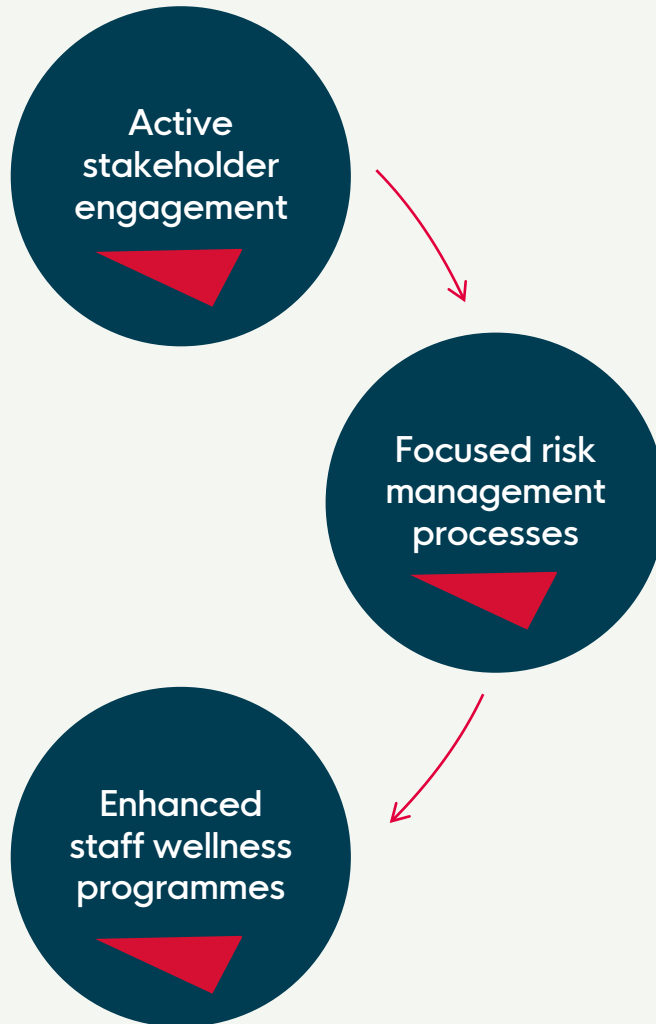 Active
stakeholder
engagement
Focused risk
management
processes
Enhanced
staff wellness
programmes